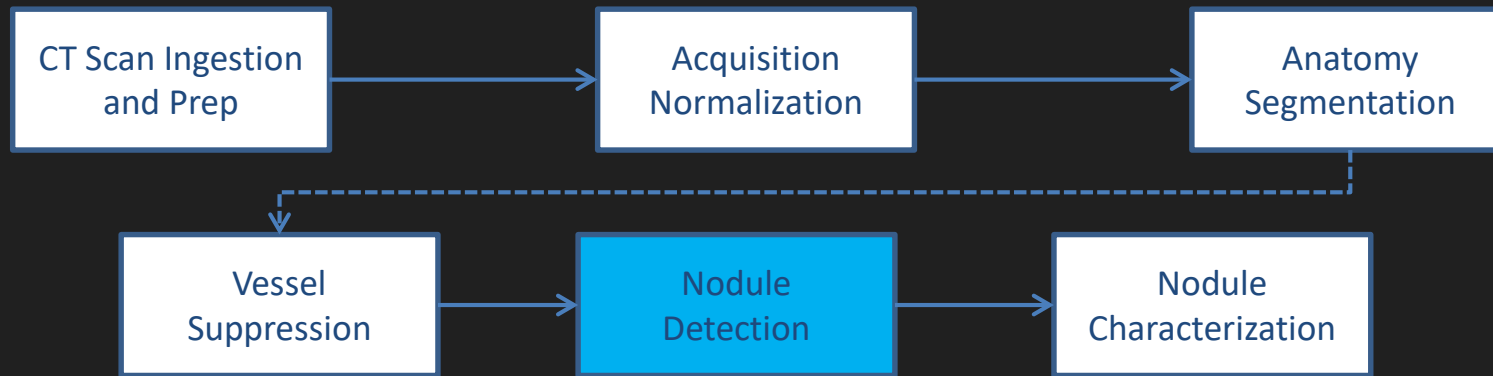 CT Scan Ingestion
and Prep
Acquisition
Normalization
Anatomy
Segmentation
Vessel
Suppression
Nodule
Detection
Nodule
Characterization